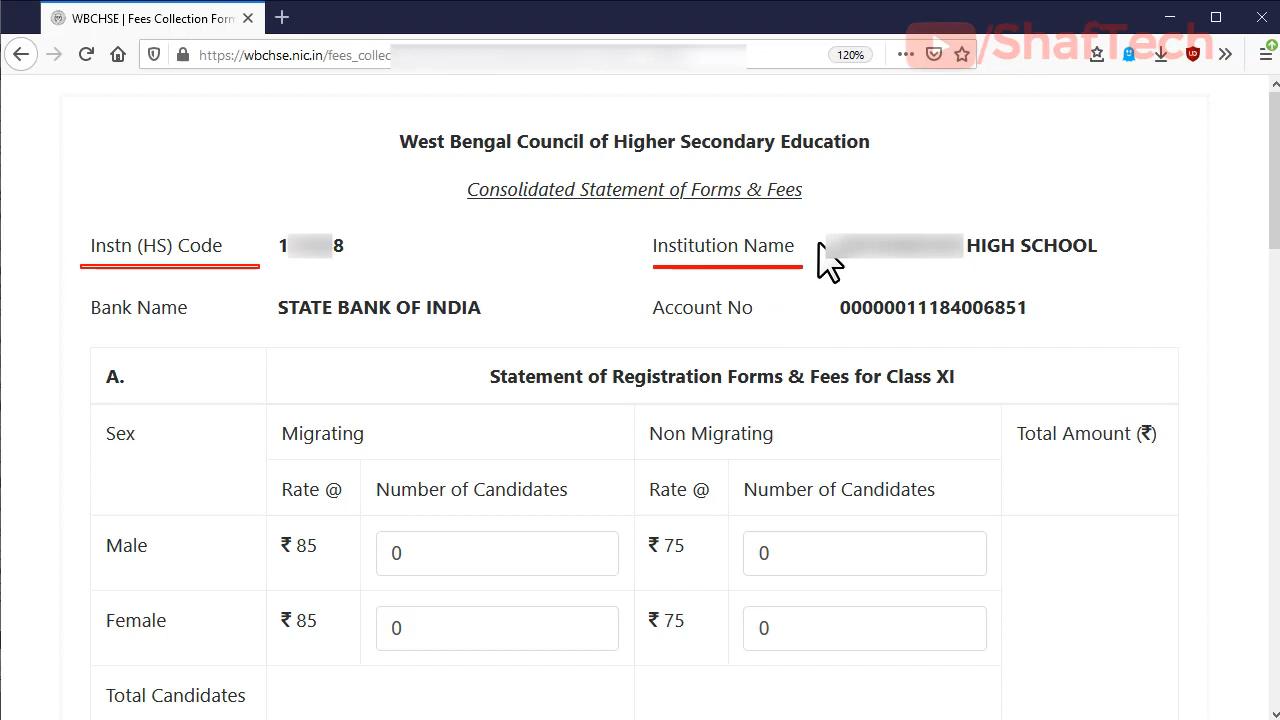 WBCHSE | Fees Collection Form
/ShafTech
https://wbchse.nic.in/fees_collec
120%
West Bengal Council of Higher Secondary Education
Consolidated Statement of Forms & Fees
Instn (HS) Code 1 8 Institution Name HIGH SCHOOL
Bank Name STATE BANK OF INDIA Account No 00000011184006851
A. Statement of Registration Forms & Fees for Class XI
Sex Migrating Non Migrating Total Amount (₹)
Rate @ Number of Candidates Rate @ Number of Candidates
Male ₹ 85 0 ₹ 75 0
Female ₹ 85 0 ₹ 75 0
Total Candidates